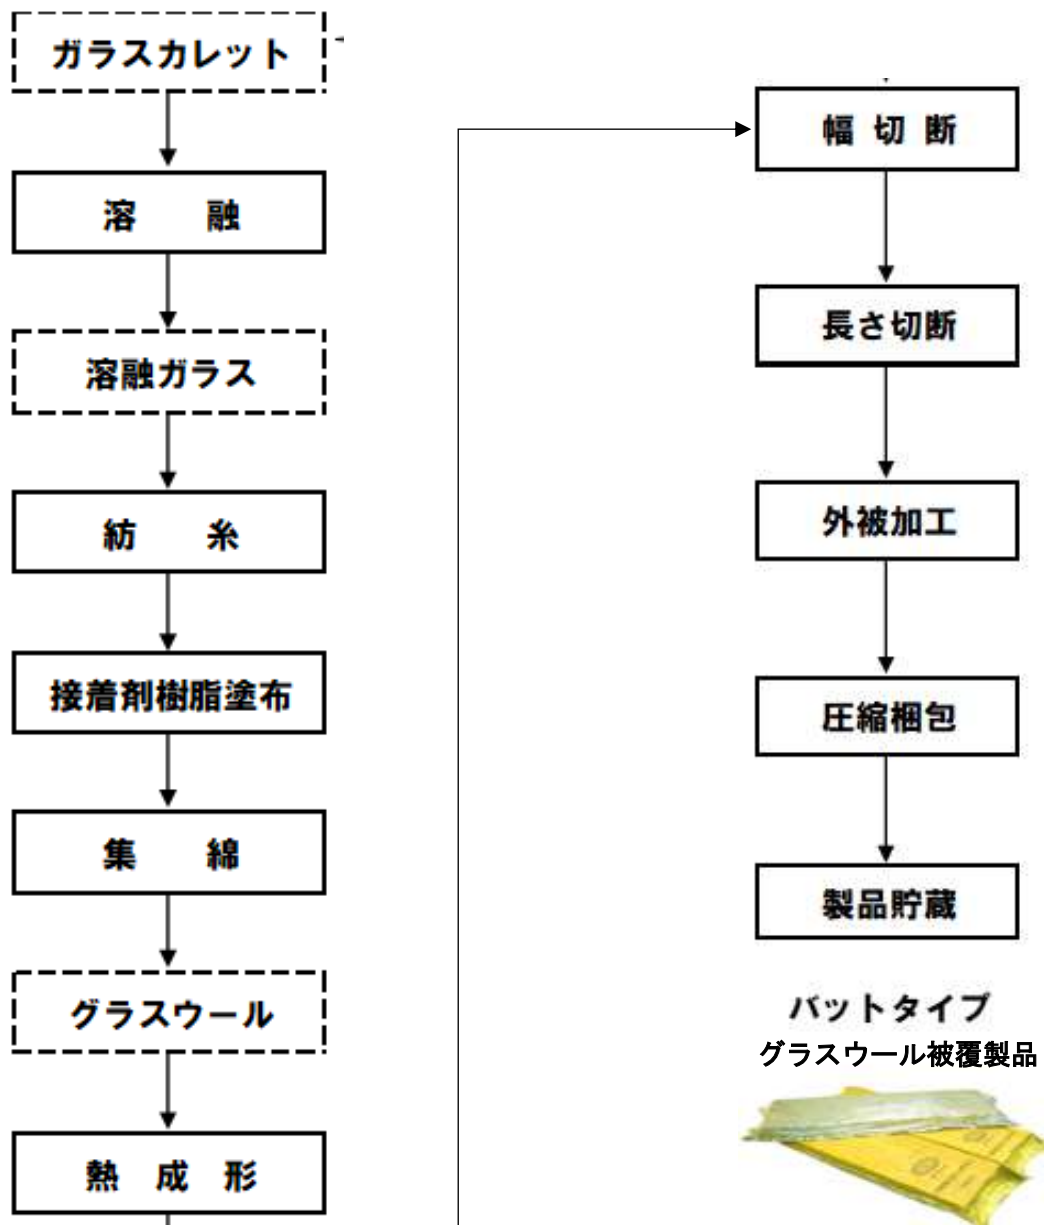 ガラスカレット
溶融
溶融ガラス
紡糸
接着剤樹脂塗布
集綿
グラスウール
熱成形
幅切断
長さ切断
外被加工
圧縮梱包
製品貯蔵
バットタイプ
グラスウール被覆製品